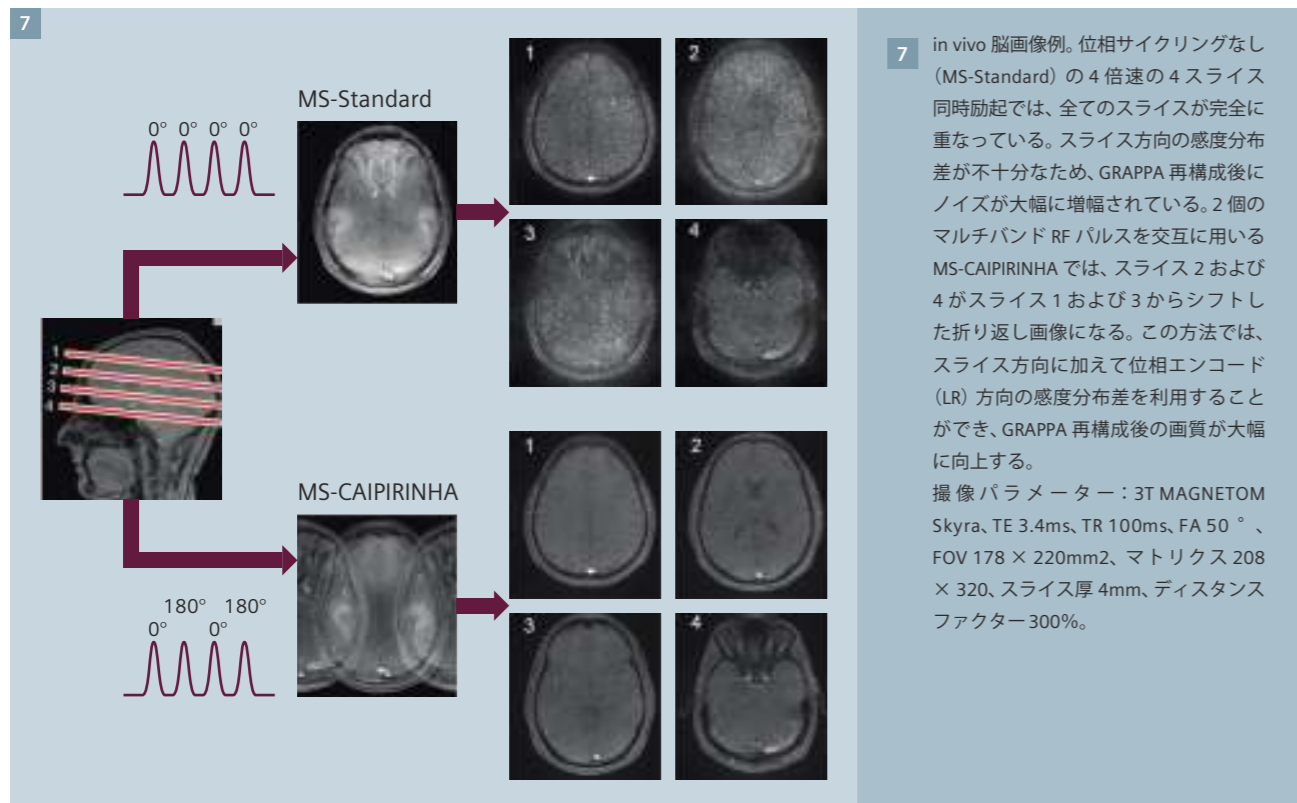 7
MS-Standard
0° 0° 0° 0°
1
2
3
4
1
2
3
4
MS-CAIPIRINHA
180° 180°
0° 0°
1
2
3
4
7
in vivo 脳画像例。位相サイクリングなし
（MS-Standard）の 4 倍速の 4 スライス
同時励起では、全てのスライスが完全に
重なっている。スライス方向の感度分布
差が不十分なため、GRAPPA 再構成後に
ノイズが大幅に増幅されている。2 個の
マルチバンド RF パルスを交互に用いる
MS-CAIPIRINHA では、スライス 2 および
4 がスライス 1 および 3 からシフトし
た折り返し画像になる。この方法では、
スライス方向に加えて位相エンコード
（LR）方向の感度分布差を利用すること
ができ、GRAPPA 再構成後の画質が大幅
に向上する。
撮像パラメーター：3T MAGNETOM
Skyra、TE 3.4ms、TR 100ms、FA 50 °、
FOV 178 × 220mm2、マトリクス 208
× 320、スライス厚 4mm、ディスタンス
ファクター 300%。